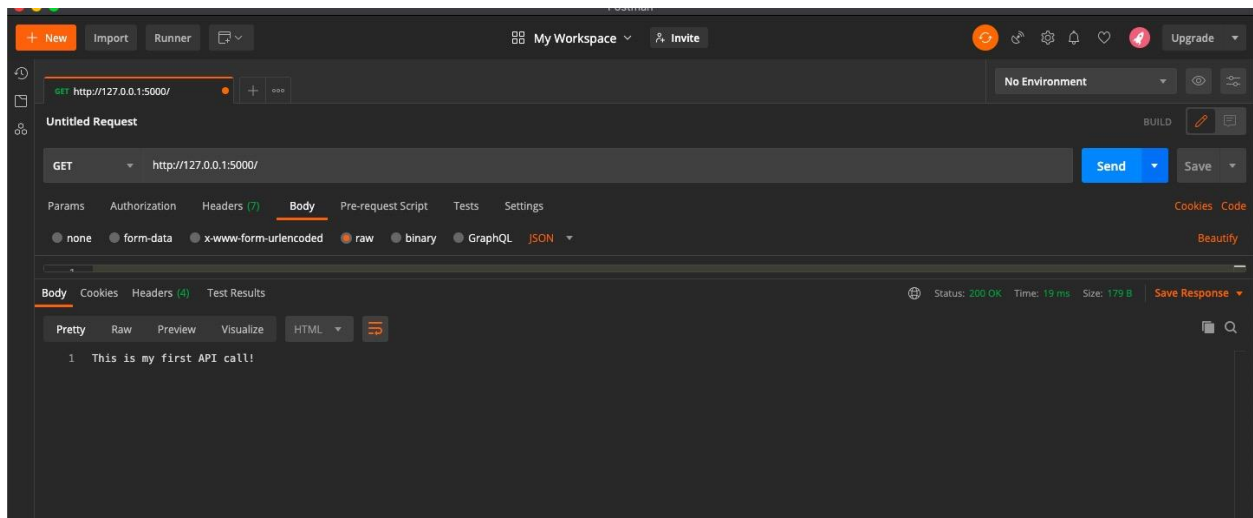 Postman
+ New Import Runner My Workspace Invite Upgrade
GET http://127.0.0.1:5000/ No Environment
Untitled Request BUILD
GET http://127.0.0.1:5000/ Send Save
Params Authorization Headers (7) Body Pre-request Script Tests Settings Cookies Code
none form-data x-www-form-urlencoded raw binary GraphQL JSON Beautify
1
Body Cookies Headers (4) Test Results Status: 200 OK Time: 19 ms Size: 179 B Save Response
Pretty Raw Preview Visualize HTML
1 This is my first API call!